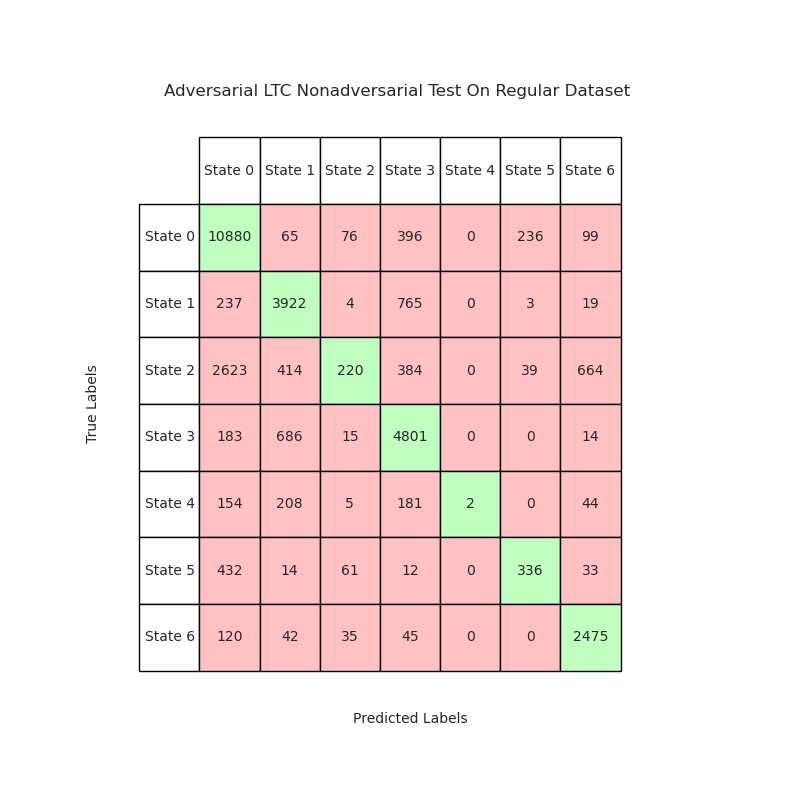 Adversarial LTC Nonadversarial Test On Regular Dataset
State 0 State 1 State 2 State 3 State 4 State 5 State 6
State 0 10880 65 76 396 0 236 99
State 1 237 3922 4 765 0 3 19
State 2 2623 414 220 384 0 39 664
State 3 183 686 15 4801 0 0 14
State 4 154 208 5 181 2 0 44
State 5 432 14 61 12 0 336 33
State 6 120 42 35 45 0 0 2475
True Labels
Predicted Labels